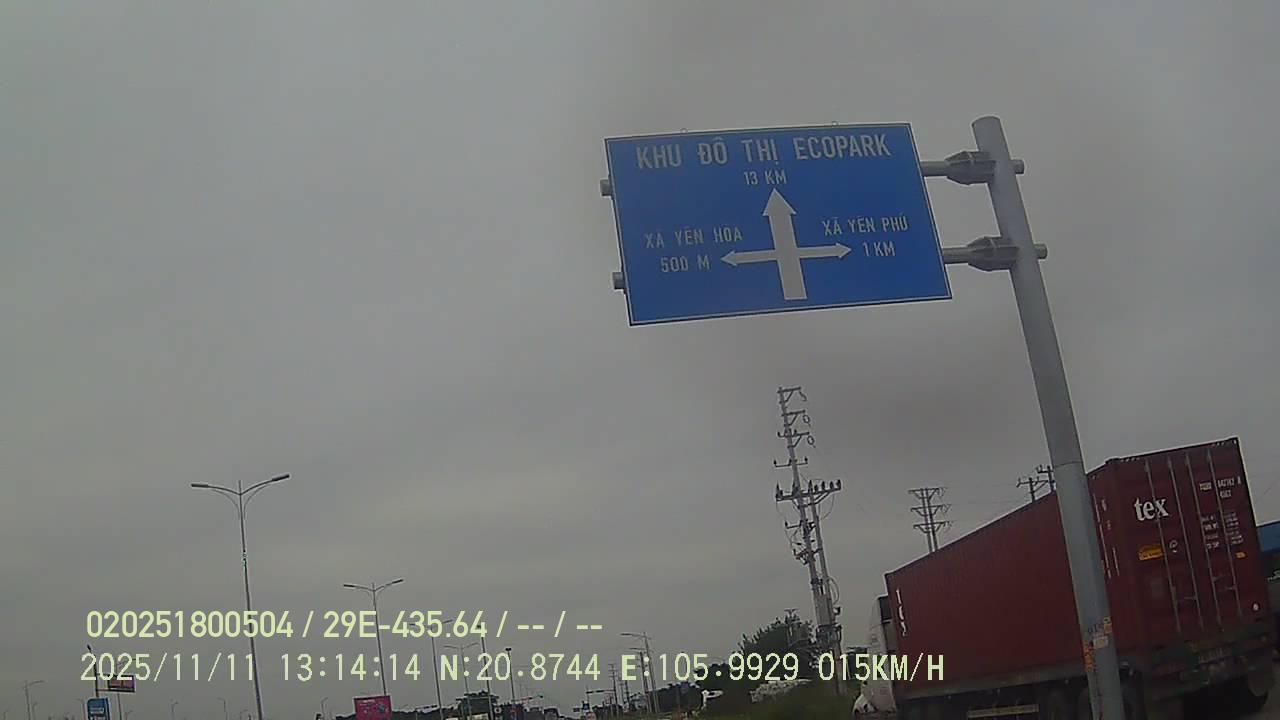 KHU ĐÔ THỊ ECOPARK
13 KM
XÃ YÊN HOA
500 M
XÃ YÊN PHÚ
1 KM
tex
020251800504 / 29E-435.64 / -- / --
2025/11/11 13:14:14 N:20.8744 E:105.9929 015KM/H